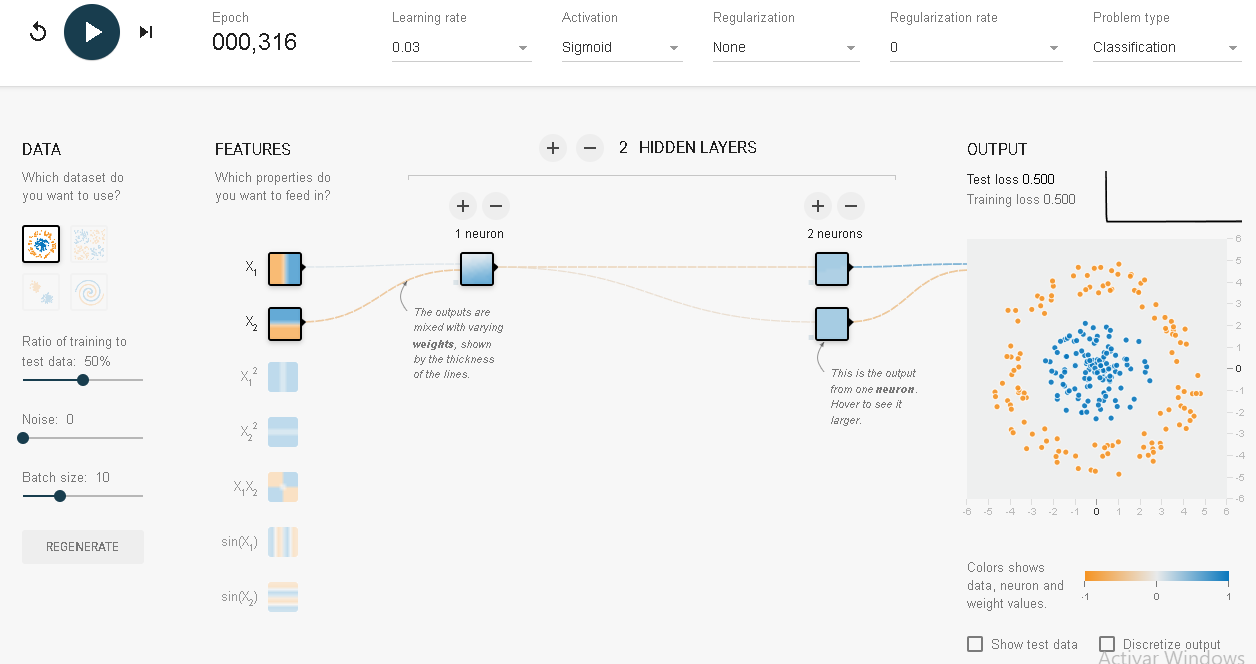 Epoch
000,316
Learning rate
0.03
Activation
Sigmoid
Regularization
None
Regularization rate
0
Problem type
Classification
DATA
Which dataset do
you want to use?
Ratio of training to
test data: 50%
Noise: 0
Batch size: 10
REGENERATE
FEATURES
Which properties do
you want to feed in?
X1
X2
X1²
X2²
X1X2
sin(X1)
sin(X2)
2 HIDDEN LAYERS
1 neuron
The outputs are
mixed with varying
weights, shown
by the thickness
of the lines.
2 neurons
This is the output
from one neuron.
Hover to see it
larger.
OUTPUT
Test loss 0.500
Training loss 0.500
6
5
4
3
2
1
0
-1
-2
-3
-4
-5
-6
-6 -5 -4 -3 -2 -1 0 1 2 3 4 5 6
Colors shows
data, neuron and
weight values.
-1 0 1
Show test data
Discretize output
Activar Windows